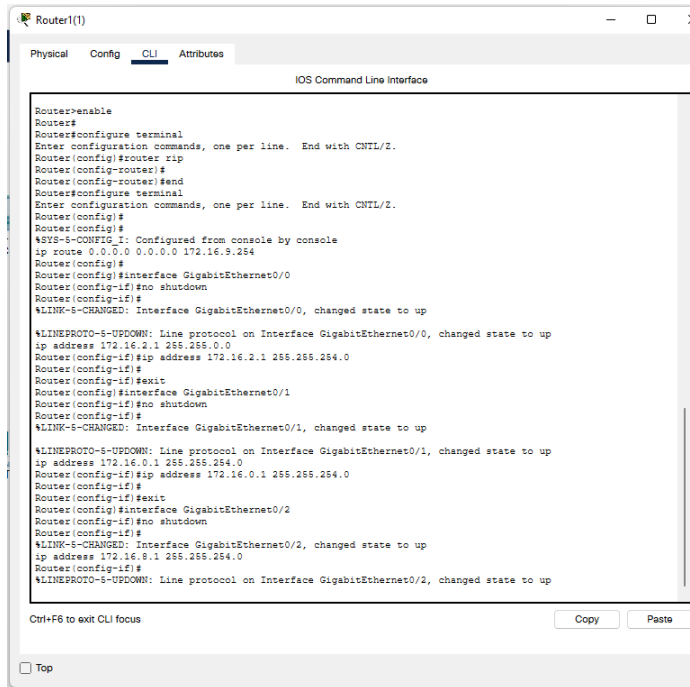 Router1(1)
Physical Config CLI Attributes
IOS Command Line Interface
Router>enable
Router#
Router#configure terminal
Enter configuration commands, one per line. End with CNTL/Z.
Router(config)#router rip
Router(config-router)#
Router(config-router)#end
Router#configure terminal
Enter configuration commands, one per line. End with CNTL/Z.
Router(config)#
Router(config)#
Router(config)#
%SYS-5-CONFIG_I: Configured from console by console
ip route 0.0.0.0 0.0.0.0 172.16.9.254
Router(config)#
Router(config)#interface GigabitEthernet0/0
Router(config-if)#no shutdown
Router(config-if)#
%LINK-5-CHANGED: Interface GigabitEthernet0/0, changed state to up
%LINEPROTO-5-UPDOWN: Line protocol on Interface GigabitEthernet0/0, changed state to up
ip address 172.16.2.1 255.255.0.0
Router(config-if)#ip address 172.16.2.1 255.255.254.0
Router(config-if)#
Router(config-if)#exit
Router(config)#interface GigabitEthernet0/1
Router(config-if)#no shutdown
Router(config-if)#
%LINK-5-CHANGED: Interface GigabitEthernet0/1, changed state to up
%LINEPROTO-5-UPDOWN: Line protocol on Interface GigabitEthernet0/1, changed state to up
ip address 172.16.0.1 255.255.254.0
Router(config-if)#ip address 172.16.0.1 255.255.254.0
Router(config-if)#
Router(config-if)#exit
Router(config)#interface GigabitEthernet0/2
Router(config-if)#no shutdown
Router(config-if)#
%LINK-5-CHANGED: Interface GigabitEthernet0/2, changed state to up
ip address 172.16.8.1 255.255.254.0
Router(config-if)#
%LINEPROTO-5-UPDOWN: Line protocol on Interface GigabitEthernet0/2, changed state to up
Ctrl+F6 to exit CLI focus
Copy Paste
Top